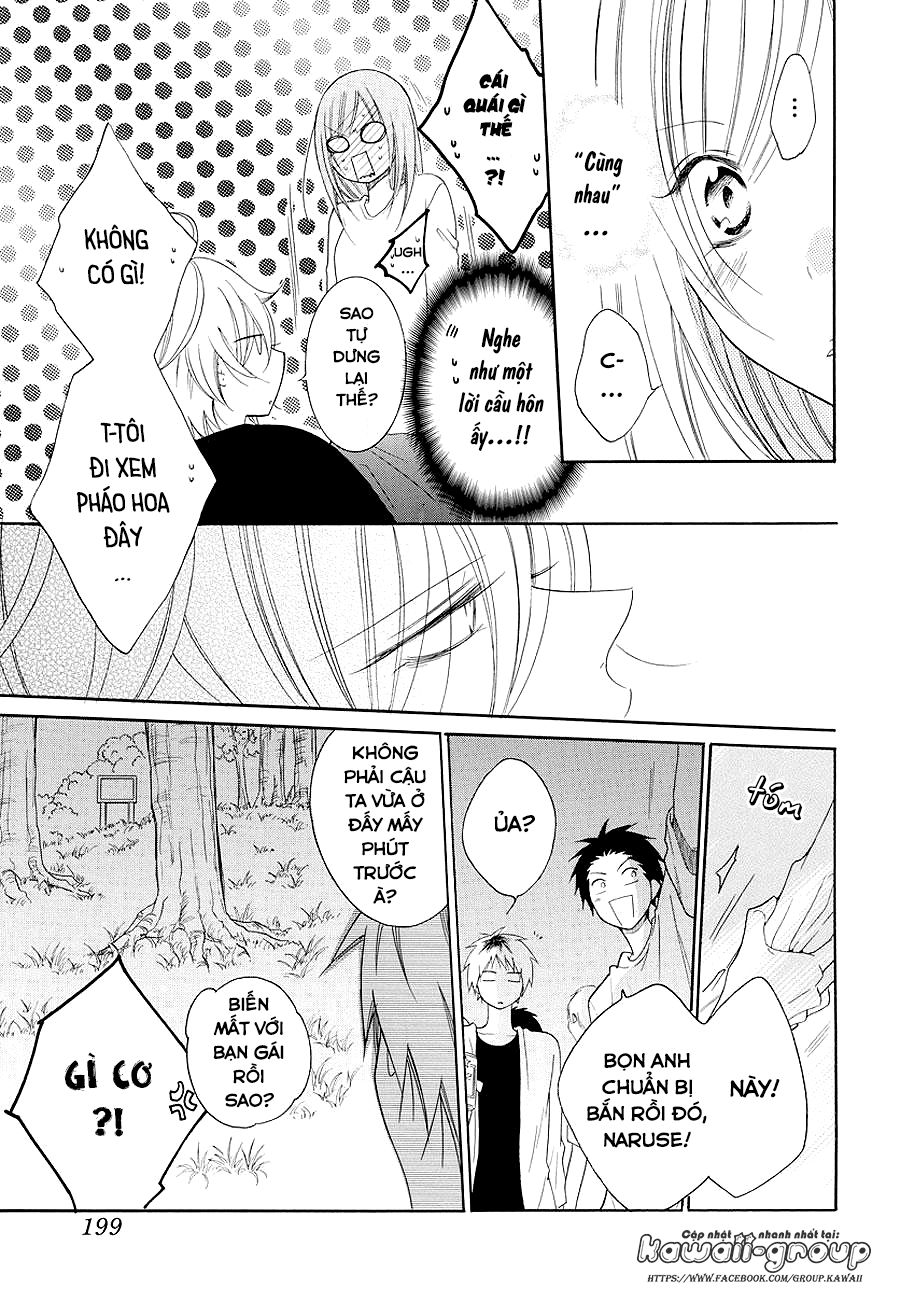 ...
"Cùng
nhau"
...
C-
...
CÁI
QUÁI GÌ
THẾ
...
?!
Nghe
như một
lời cầu hôn
ấy...!!
UGH
...
SAO
TỰ
DƯNG LẠI
THẾ?
KHÔNG
CÓ GÌ!
T-TÔI
ĐI XEM
PHÁO HOA
ĐÂY
...
tóm
NÀY!
BỌN ANH
CHUẨN BỊ
BẮN RỒI ĐÓ,
NARUSE!
ỦA?
KHÔNG
PHẢI CẬU
TA VỪA Ở
ĐẤY MẤY
PHÚT
TRƯỚC
À?
BIẾN
MẤT VỚI
BẠN GÁI
RỒI
SAO?
GÌ CƠ
?!
199
Cập nhật nhanh nhất tại:
kawaii-group
HTTPS://WWW.FACEBOOK.COM/GROUP.KAWAII